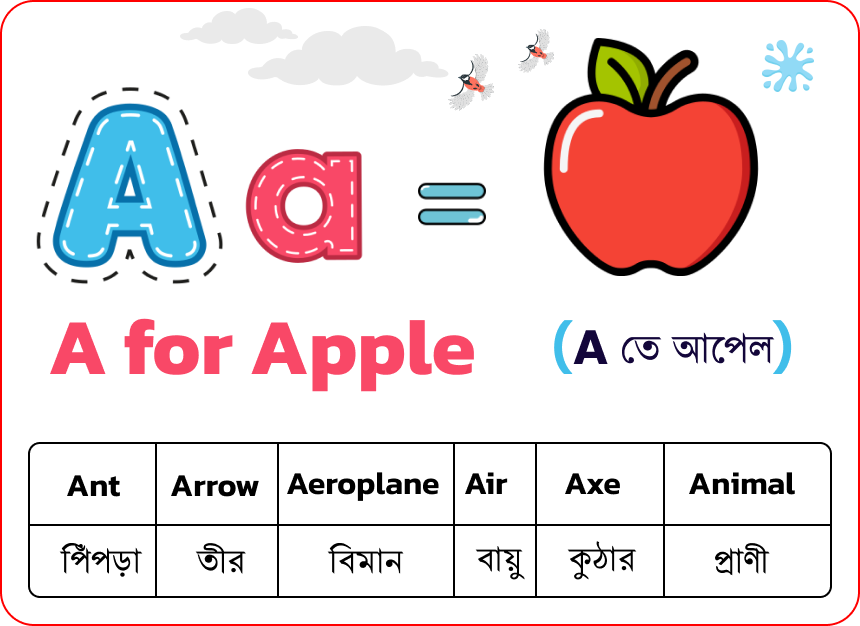 A a =
A for Apple (A তে আপেল)
Ant Arrow Aeroplane Air Axe Animal
পিঁপড়া তীর বিমান বায়ু কুঠার প্রাণী